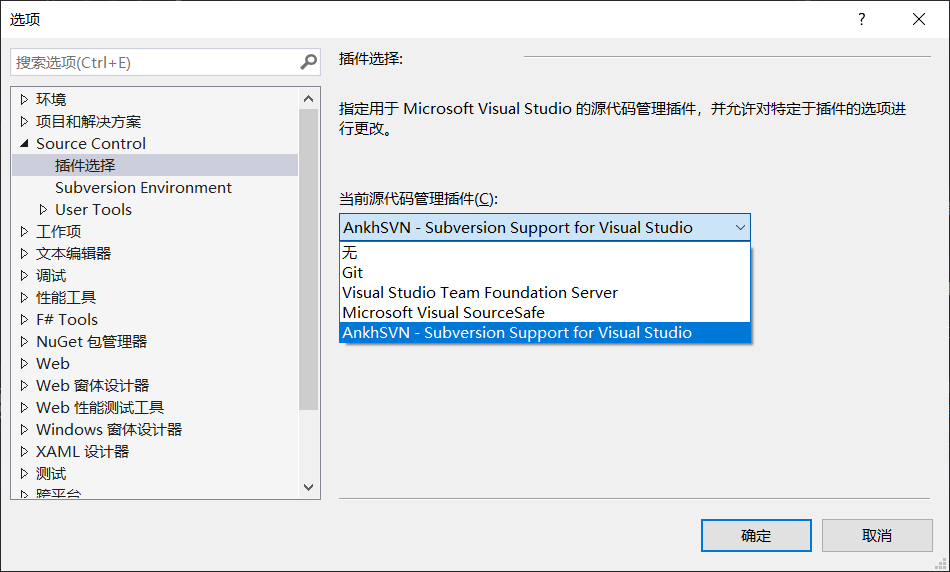 选项
?
搜索选项(Ctrl+E)
环境
项目和解决方案
Source Control
插件选择
Subversion Environment
User Tools
工作项
文本编辑器
调试
性能工具
F# Tools
NuGet 包管理器
Web
Web 窗体设计器
Web 性能测试工具
Windows 窗体设计器
XAML 设计器
测试
跨平台
插件选择:
指定用于 Microsoft Visual Studio 的源代码管理插件，并允许对特定于插件的选项进
行更改。
当前源代码管理插件(C):
AnkhSVN - Subversion Support for Visual Studio
无
Git
Visual Studio Team Foundation Server
Microsoft Visual SourceSafe
AnkhSVN - Subversion Support for Visual Studio
确定
取消